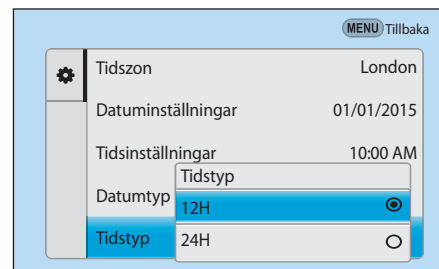 MENU Tillbaka
Tidszon London
Datuminställningar 01/01/2015
Tidsinställningar 10:00 AM
Tidstyp
Datumtyp 12H
Tidstyp 24H